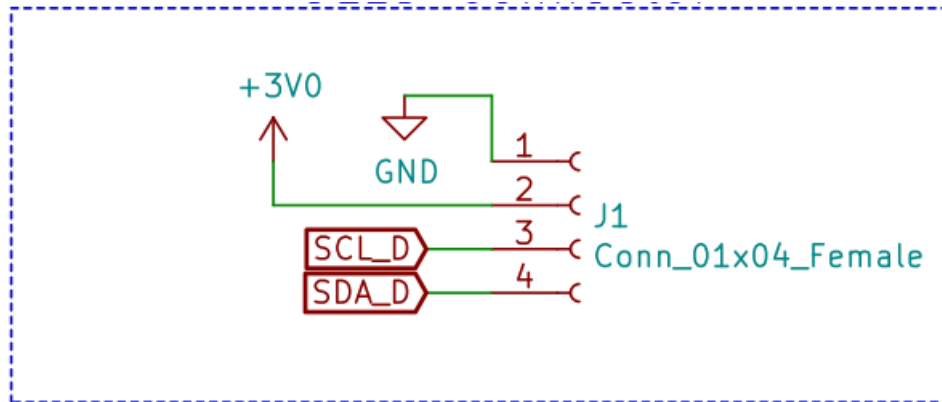 +3V0
GND
1
2
3
4
SCL_D
SDA_D
J1
Conn_01x04_Female